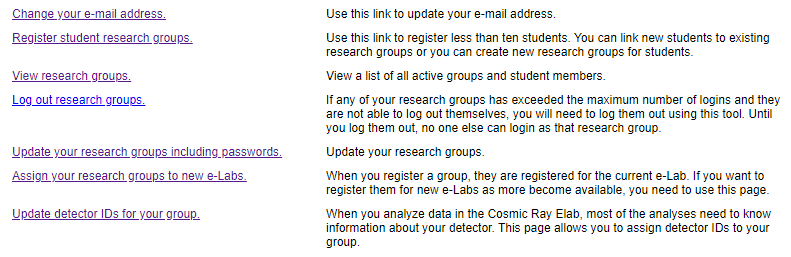 Change your e-mail address. Use this link to update your e-mail address.
Register student research groups. Use this link to register less than ten students. You can link new students to existing
research groups or you can create new research groups for students.
View research groups. View a list of all active groups and student members.
Log out research groups. If any of your research groups has exceeded the maximum number of logins and they
are not able to log out themselves, you will need to log them out using this tool. Until
you log them out, no one else can login as that research group.
Update your research groups including passwords. Update your research groups.
Assign your research groups to new e-Labs. When you register a group, they are registered for the current e-Lab. If you want to
register them for new e-Labs as more become available, you need to use this page.
Update detector IDs for your group. When you analyze data in the Cosmic Ray Elab, most of the analyses need to know
information about your detector. This page allows you to assign detector IDs to your
group.